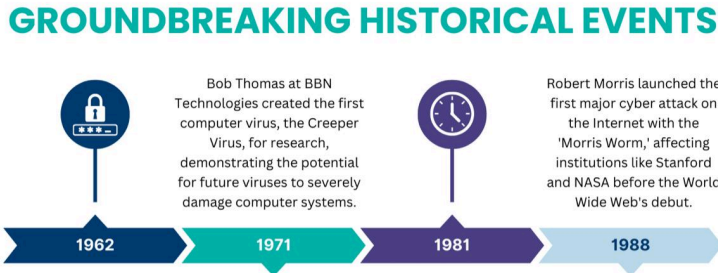 GROUNDBREAKING HISTORICAL EVENTS
***_
Bob Thomas at BBN
Technologies created the first
computer virus, the Creeper
Virus, for research,
demonstrating the potential
for future viruses to severely
damage computer systems.
Robert Morris launched the
first major cyber attack on
the Internet with the
'Morris Worm,' affecting
institutions like Stanford
and NASA before the World
Wide Web's debut.
1962
1971
1981
1988